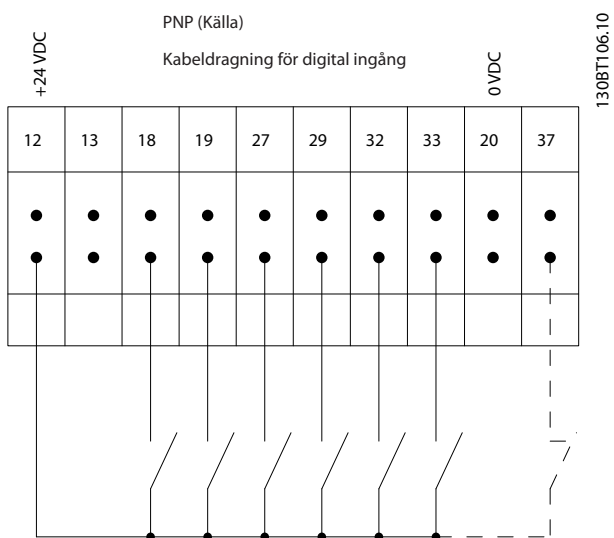 PNP (Källa)
Kabeldragning för digital ingång
+24 VDC
0 VDC
130BT106.10
12 13 18 19 27 29 32 33 20 37